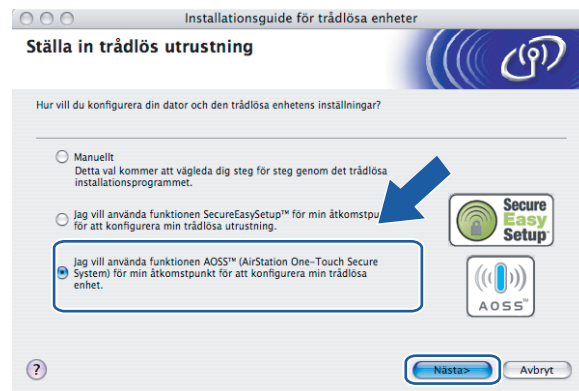 Installationsguide för trådlösa enheter
Ställa in trådlös utrustning
Hur vill du konfigurera din dator och den trådlösa enhetens inställningar?
Manuellt
Detta val kommer att vägleda dig steg för steg genom det trådlösa
installationsprogrammet.
Jag vill använda funktionen SecureEasySetup™ för min åtkomstpu
för att konfigurera min trådlösa utrustning.
Jag vill använda funktionen AOSS™ (AirStation One-Touch Secure
System) för min åtkomstpunkt för att konfigurera min trådlösa
enhet.
Secure
Easy
Setup
AOSS™
?
Nästa>
Avbryt